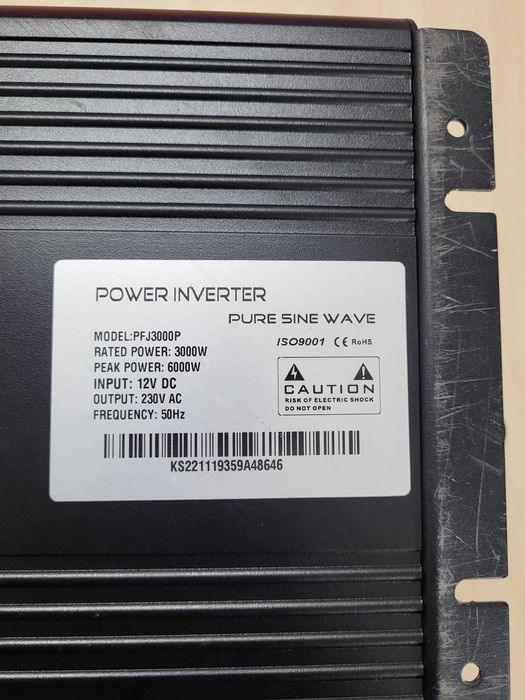 POWER INVERTER
PURE SINE WAVE
MODEL:PFJ3000P
RATED POWER: 3000W
PEAK POWER: 6000W
INPUT: 12V DC
OUTPUT: 230V AC
FREQUENCY: 50Hz
ISO9001 CE RoHS
CAUTION
RISK OF ELECTRIC SHOCK
DO NOT OPEN
KS221119359A48646